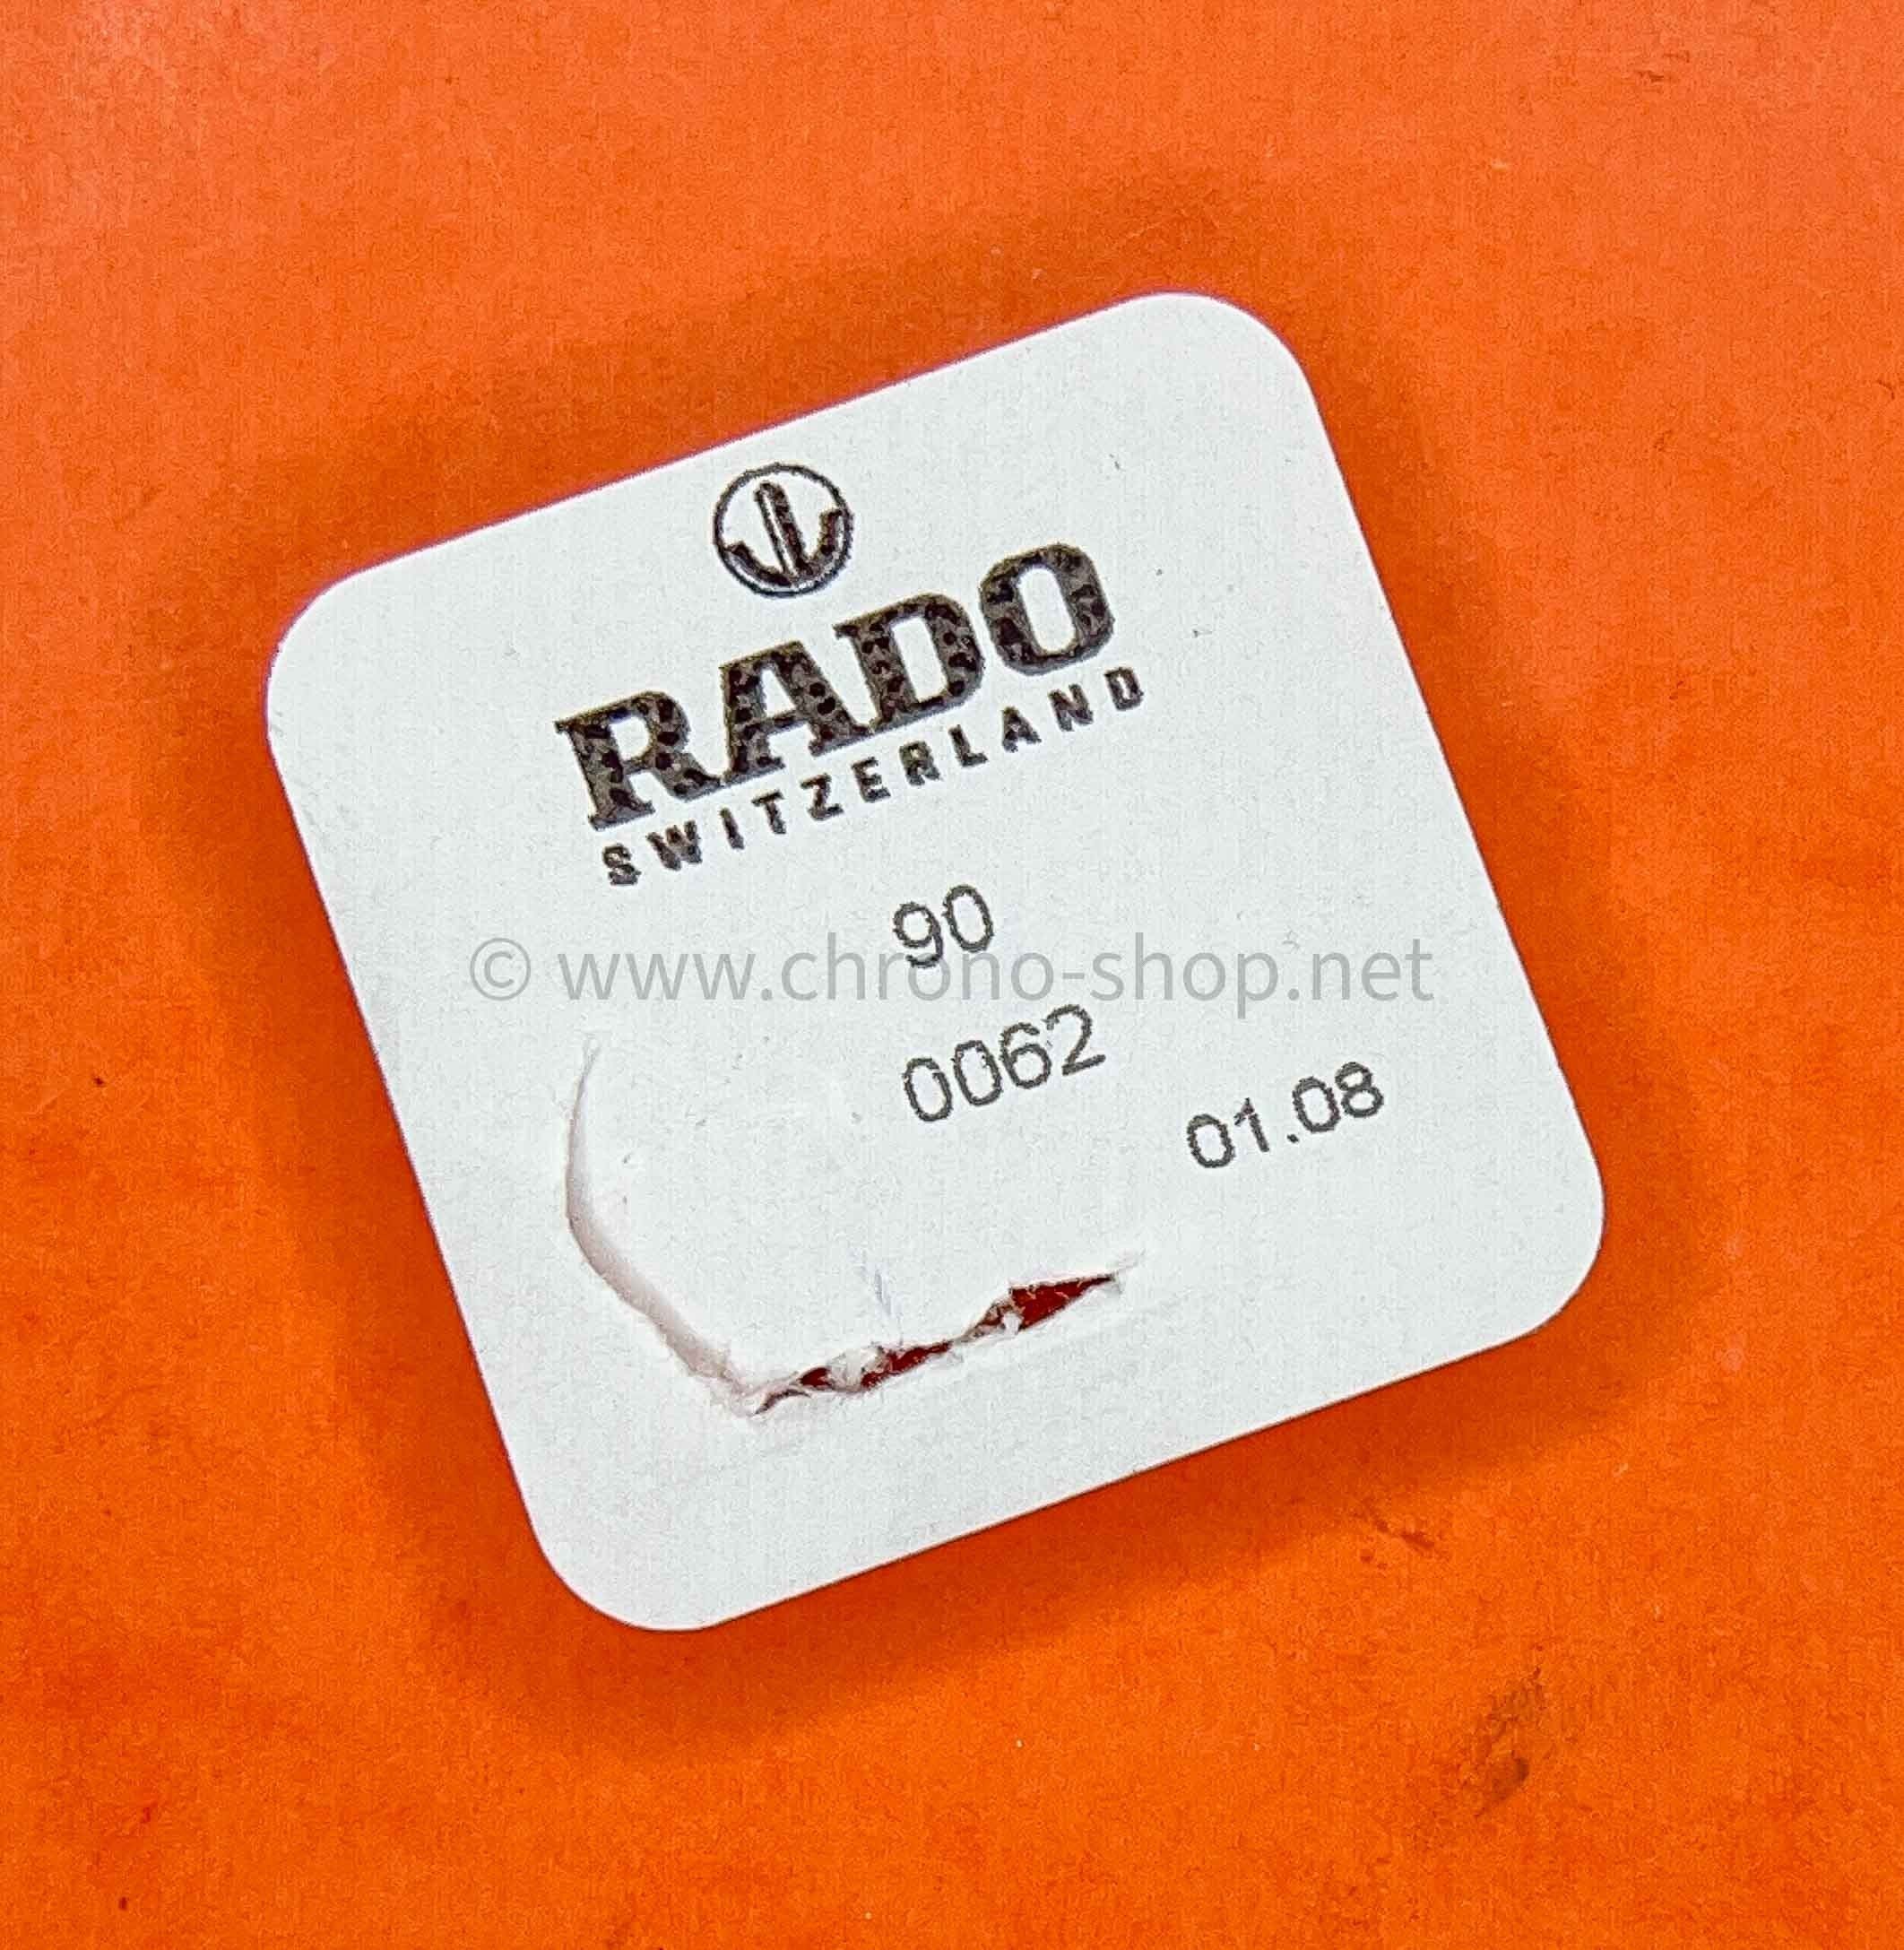 RADO
SWITZERLAND
90
© www.chrono-shop.net
0062
01.08